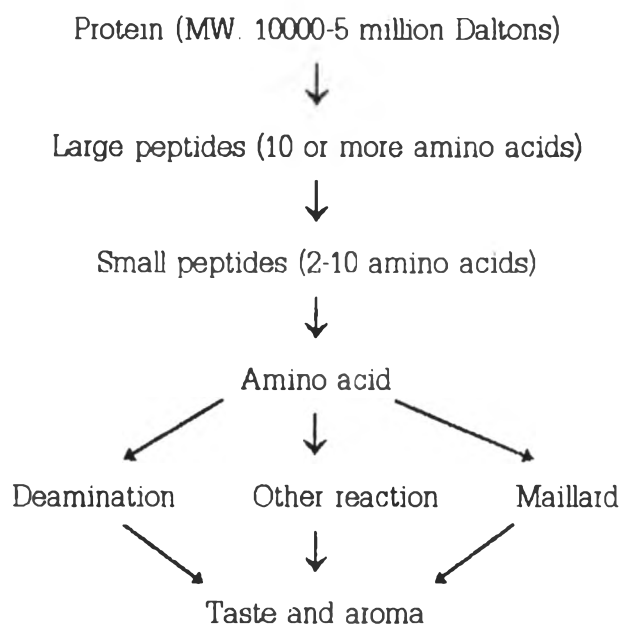 Protein (MW. 10000-5 million Daltons)
Large peptides (10 or more amino acids)
Small peptides (2-10 amino acids)
Amino acid
Deamination Other reaction Maillard
Taste and aroma